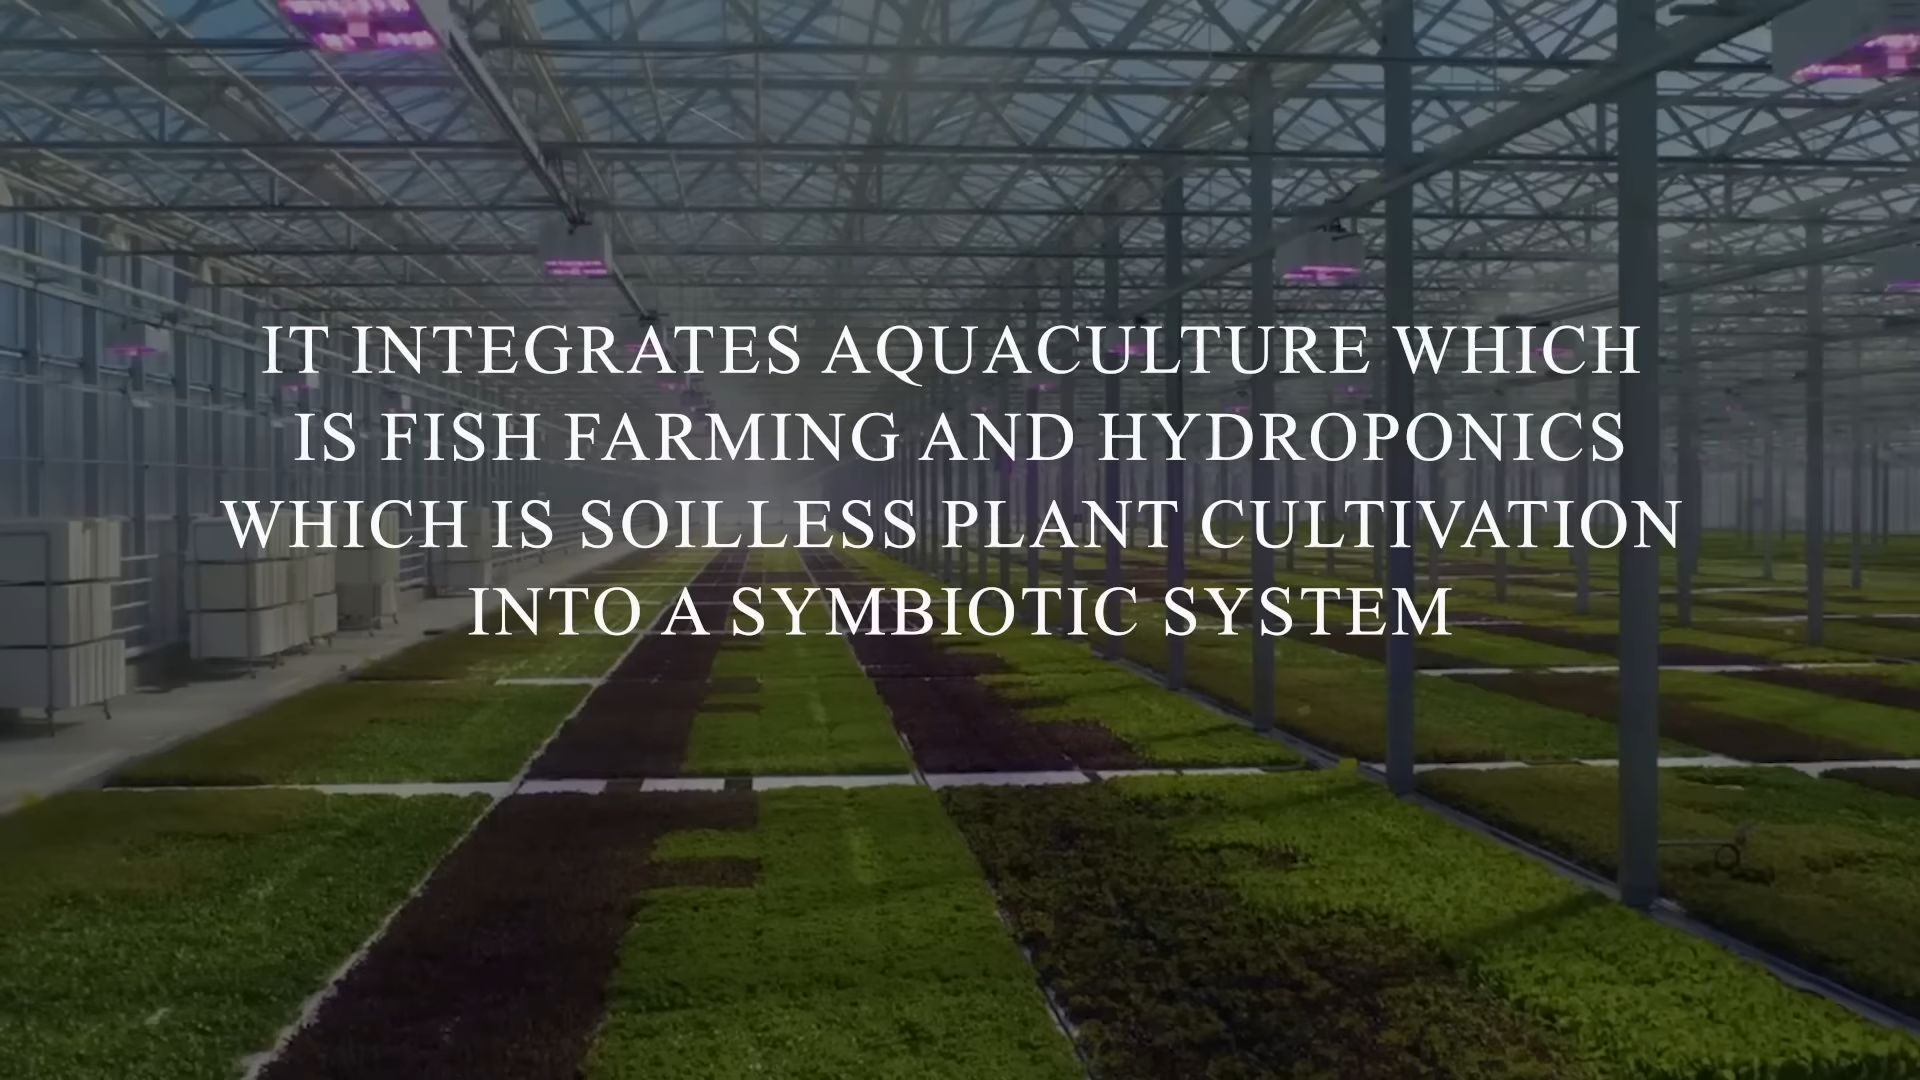 IT INTEGRATES AQUACULTURE WHICH
IS FISH FARMING AND HYDROPONICS
WHICH IS SOILLESS PLANT CULTIVATION
INTO A SYMBIOTIC SYSTEM